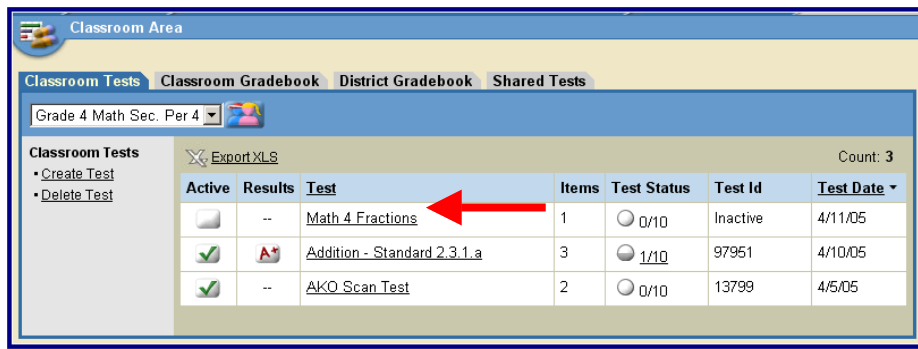 Classroom Area
Classroom Tests Classroom Gradebook District Gradebook Shared Tests
Grade 4 Math Sec. Per 4
Classroom Tests
• Create Test
• Delete Test
Export XLS Count: 3
Active Results Test Items Test Status Test Id Test Date
-- Math 4 Fractions 1 0/10 Inactive 4/11/05
A+ Addition - Standard 2.3.1.a 3 1/10 97951 4/10/05
-- AKO Scan Test 2 0/10 13799 4/5/05